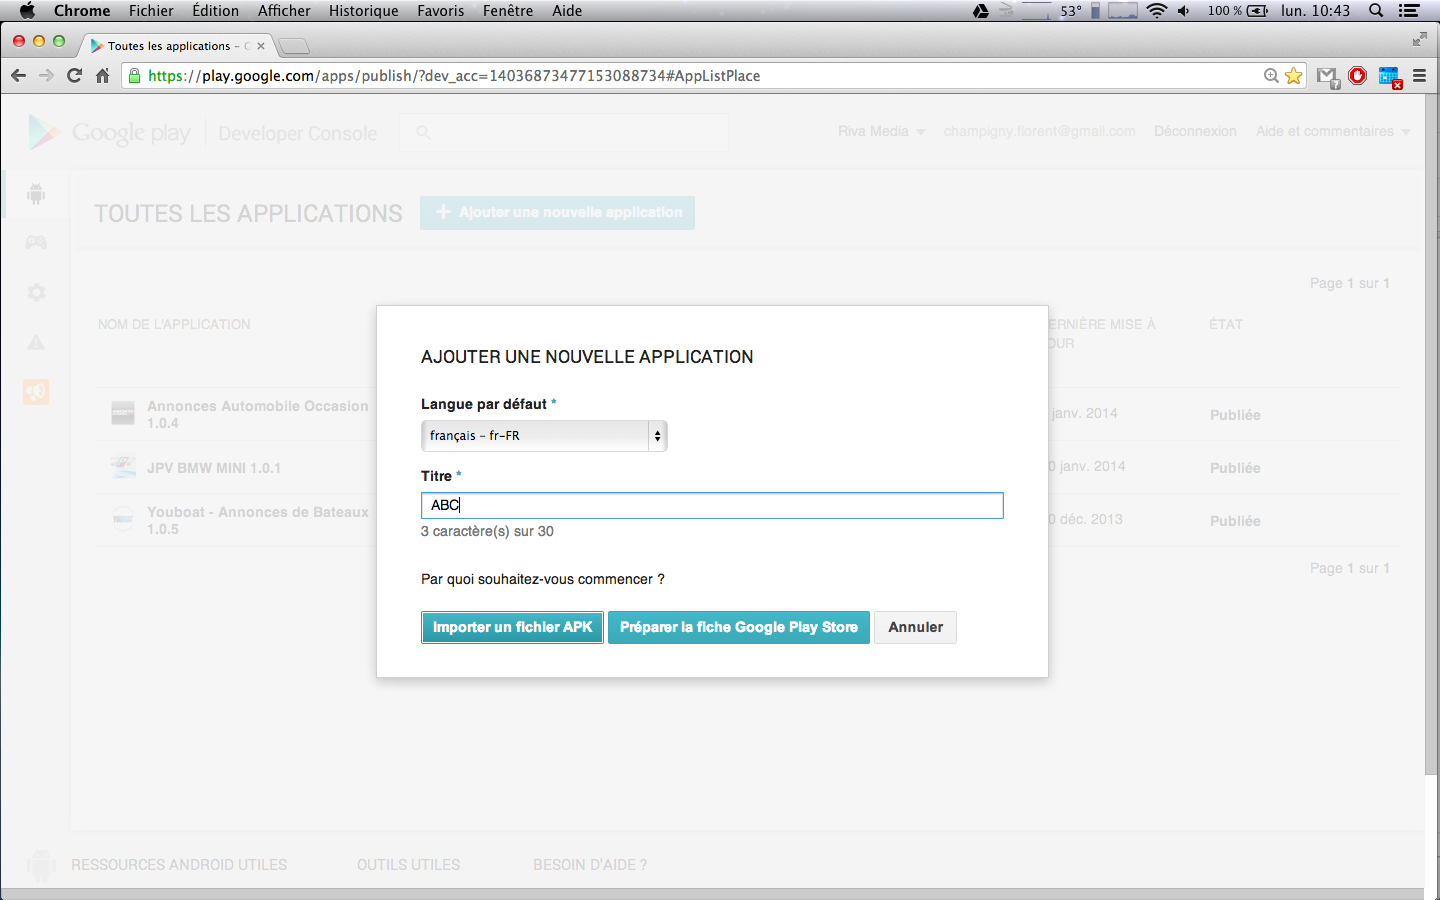 Chrome Fichier Édition Afficher Historique Favoris Fenêtre Aide 53° 100 % lun. 10:43
Toutes les applications – 
https://play.google.com/apps/publish/?dev_acc=14036873477153088734#AppListPlace
Google play Developer Console Riva Media champigny.florent@gmail.com Déconnexion Aide et commentaires
TOUTES LES APPLICATIONS + Ajouter une nouvelle application
Page 1 sur 1
NOM DE L'APPLICATION ERNIÈRE MISE À ÉTAT
OUR
AJOUTER UNE NOUVELLE APPLICATION
Langue par défaut *
français – fr-FR
Titre *
ABC
3 caractère(s) sur 30
Par quoi souhaitez-vous commencer ?
Importer un fichier APK Préparer la fiche Google Play Store Annuler
Annonces Automobile Occasion janv. 2014 Publiée
1.0.4
JPV BMW MINI 1.0.1 0 janv. 2014 Publiée
Youboat - Annonces de Bateaux 0 déc. 2013 Publiée
1.0.5
Page 1 sur 1
RESSOURCES ANDROID UTILES OUTILS UTILES BESOIN D'AIDE ?